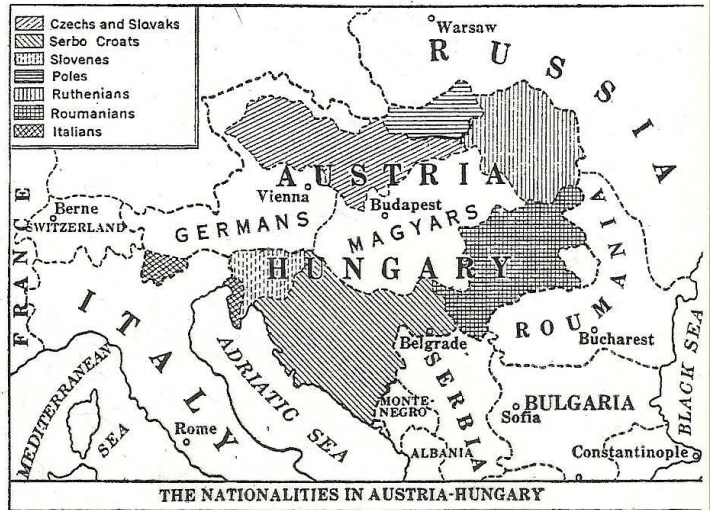 Czechs and Slovaks
Serbo Croats
Slovenes
Poles
Ruthenians
Roumanians
Italians
Warsaw
RUSSIA
AUSTRIA
Vienna
Budapest
FRANCE
Berne
SWITZERLAND
GERMANS
MAGYARS
HUNGARY
ROUMANIA
ITALY
Belgrade
Bucharest
ADRIATIC SEA
SERBIA
BLACK SEA
MEDITERRANEAN
SEA
MONTE-
NEGRO
Sofia
BULGARIA
Rome
ALBANIA
Constantinople
THE NATIONALITIES IN AUSTRIA-HUNGARY